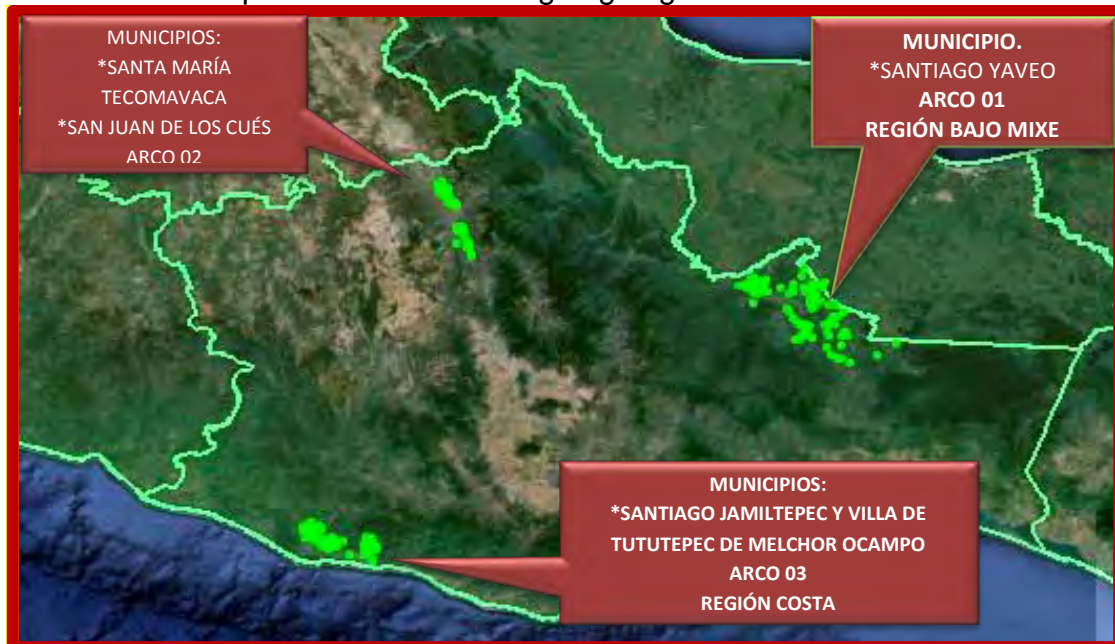 MUNICIPIOS:
*SANTA MARÍA
TECOMAVACA
*SAN JUAN DE LOS CUÉS
ARCO 02
MUNICIPIO.
*SANTIAGO YAVEO
ARCO 01
REGIÓN BAJO MIXE
MUNICIPIOS:
*SANTIAGO JAMILTEPEC Y VILLA DE
TUTUTEPEC DE MELCHOR OCAMPO
ARCO 03
REGIÓN COSTA